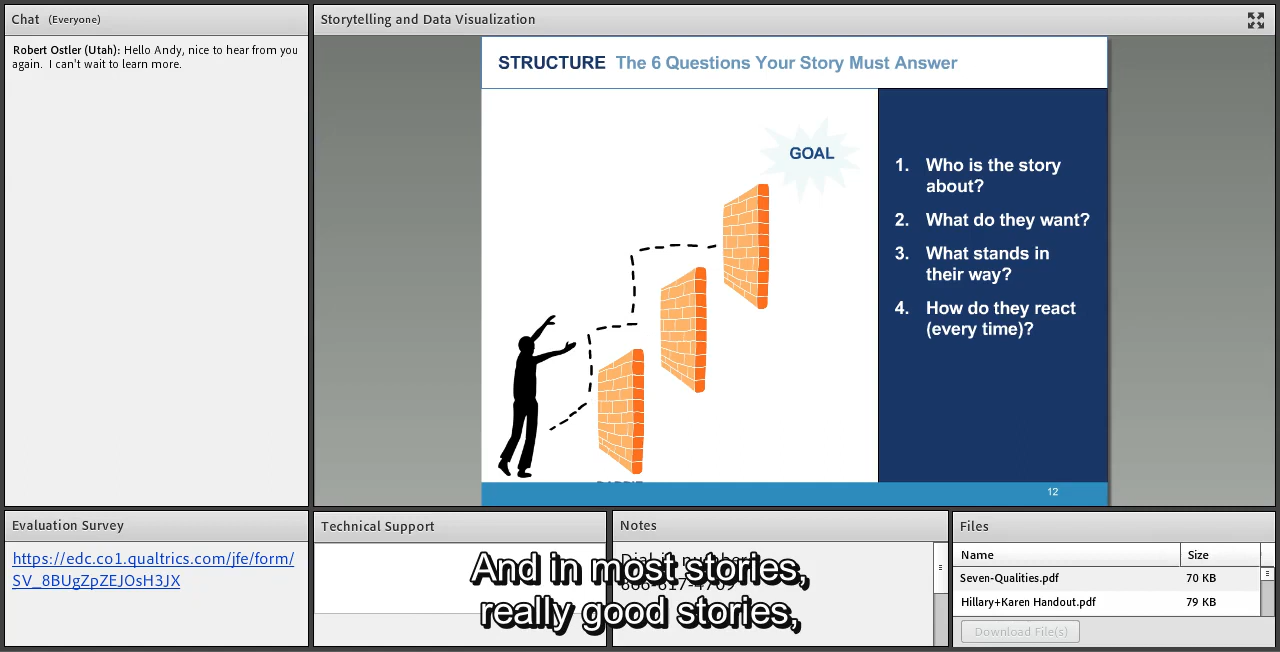 Chat (Everyone)
Robert Ostler (Utah): Hello Andy, nice to hear from you
again. I can't wait to learn more.
Storytelling and Data Visualization
STRUCTURE The 6 Questions Your Story Must Answer
GOAL
1. Who is the story
about?
2. What do they want?
3. What stands in
their way?
4. How do they react
(every time)?
12
Evaluation Survey
https://edc.co1.qualtrics.com/jfe/form/
SV_8BUgZpZEJOsH3JX
Technical Support
Notes
And in most stories,
really good stories,
Files
Name Size
Seven-Qualities.pdf 70 KB
Hillary+Karen Handout.pdf 79 KB
Download File(s)